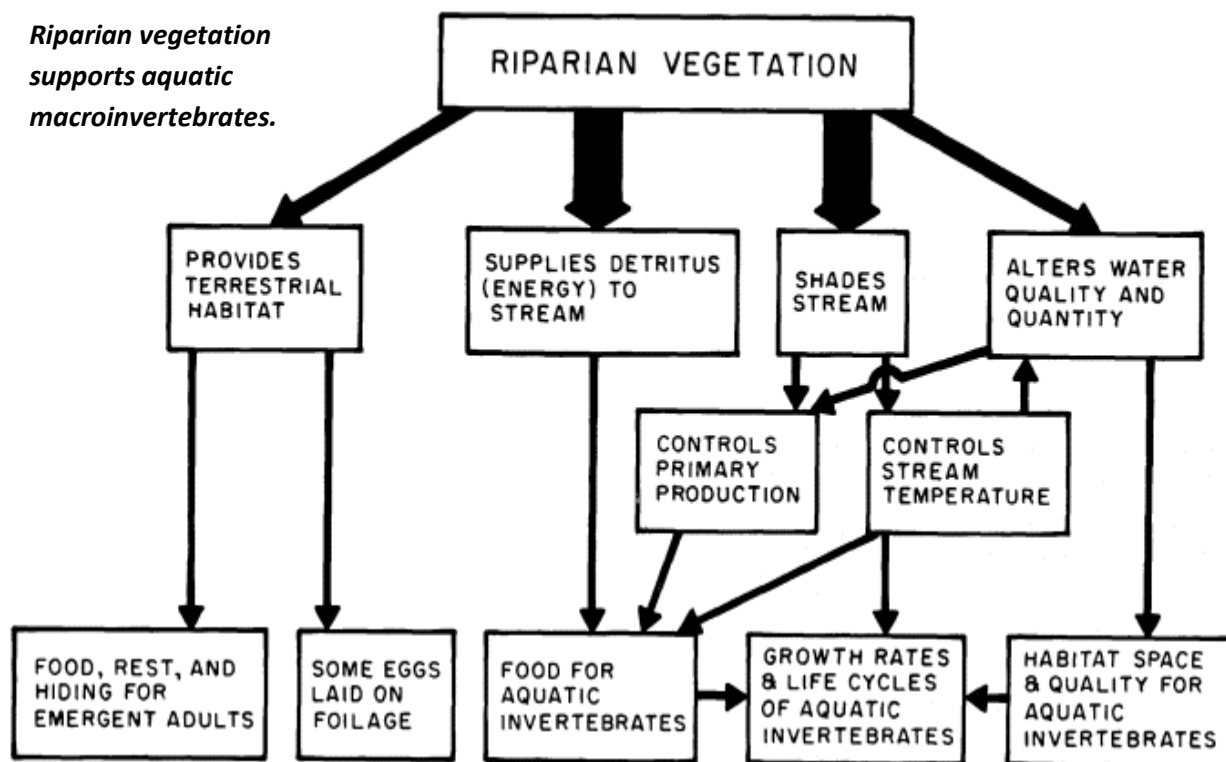 Riparian vegetation
supports aquatic
macroinvertebrates.
RIPARIAN VEGETATION
PROVIDES
TERRESTRIAL
HABITAT
SUPPLIES DETRITUS
(ENERGY) TO
STREAM
SHADES
STREAM
ALTERS WATER
QUALITY AND
QUANTITY
CONTROLS
PRIMARY
PRODUCTION
CONTROLS
STREAM
TEMPERATURE
FOOD, REST, AND
HIDING FOR
EMERGENT ADULTS
SOME EGGS
LAID ON
FOILAGE
FOOD FOR
AQUATIC
INVERTEBRATES
GROWTH RATES
& LIFE CYCLES
OF AQUATIC
INVERTEBRATES
HABITAT SPACE
& QUALITY FOR
AQUATIC
INVERTEBRATES